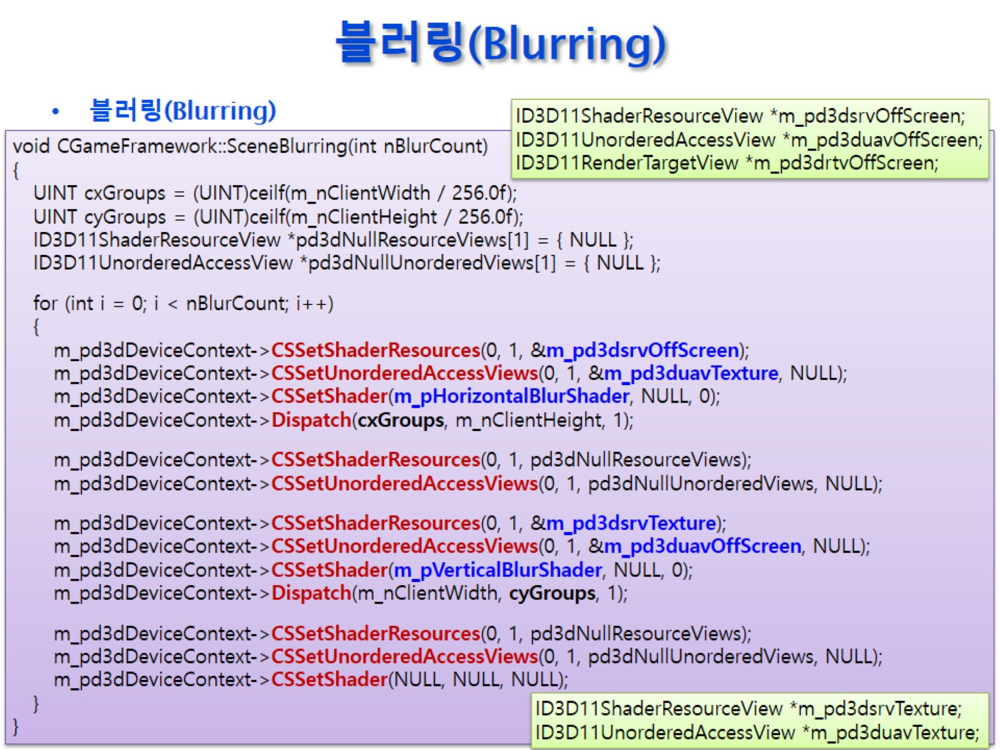 블러링(Blurring)
• 블러링(Blurring)
ID3D11ShaderResourceView *m_pd3dsrvOffScreen;
ID3D11UnorderedAccessView *m_pd3duavOffScreen;
ID3D11RenderTargetView *m_pd3drtvOffScreen;
void CGameFramework::SceneBlurring(int nBlurCount)
{
UINT cxGroups = (UINT)ceilf(m_nClientWidth / 256.0f);
UINT cyGroups = (UINT)ceilf(m_nClientHeight / 256.0f);
ID3D11ShaderResourceView *pd3dNullResourceViews[1] = { NULL };
ID3D11UnorderedAccessView *pd3dNullUnorderedViews[1] = { NULL };
for (int i = 0; i < nBlurCount; i++)
{
m_pd3dDeviceContext->CSSetShaderResources(0, 1, &m_pd3dsrvOffScreen);
m_pd3dDeviceContext->CSSetUnorderedAccessViews(0, 1, &m_pd3duavTexture, NULL);
m_pd3dDeviceContext->CSSetShader(m_pHorizontalBlurShader, NULL, 0);
m_pd3dDeviceContext->Dispatch(cxGroups, m_nClientHeight, 1);
m_pd3dDeviceContext->CSSetShaderResources(0, 1, pd3dNullResourceViews);
m_pd3dDeviceContext->CSSetUnorderedAccessViews(0, 1, pd3dNullUnorderedViews, NULL);
m_pd3dDeviceContext->CSSetShaderResources(0, 1, &m_pd3dsrvTexture);
m_pd3dDeviceContext->CSSetUnorderedAccessViews(0, 1, &m_pd3duavOffScreen, NULL);
m_pd3dDeviceContext->CSSetShader(m_pVerticalBlurShader, NULL, 0);
m_pd3dDeviceContext->Dispatch(m_nClientWidth, cyGroups, 1);
m_pd3dDeviceContext->CSSetShaderResources(0, 1, pd3dNullResourceViews);
m_pd3dDeviceContext->CSSetUnorderedAccessViews(0, 1, pd3dNullUnorderedViews, NULL);
m_pd3dDeviceContext->CSSetShader(NULL, NULL, NULL);
}
}
ID3D11ShaderResourceView *m_pd3dsrvTexture;
ID3D11UnorderedAccessView *m_pd3duavTexture;